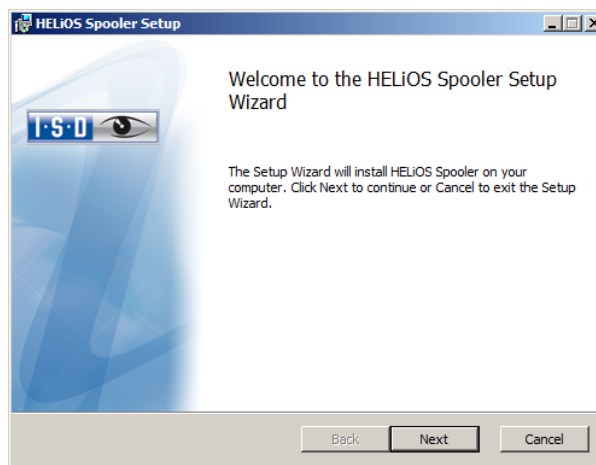 HELiOS Spooler Setup
Welcome to the HELiOS Spooler Setup
Wizard
I·S·D
The Setup Wizard will install HELiOS Spooler on your
computer. Click Next to continue or Cancel to exit the Setup
Wizard.
Back Next Cancel